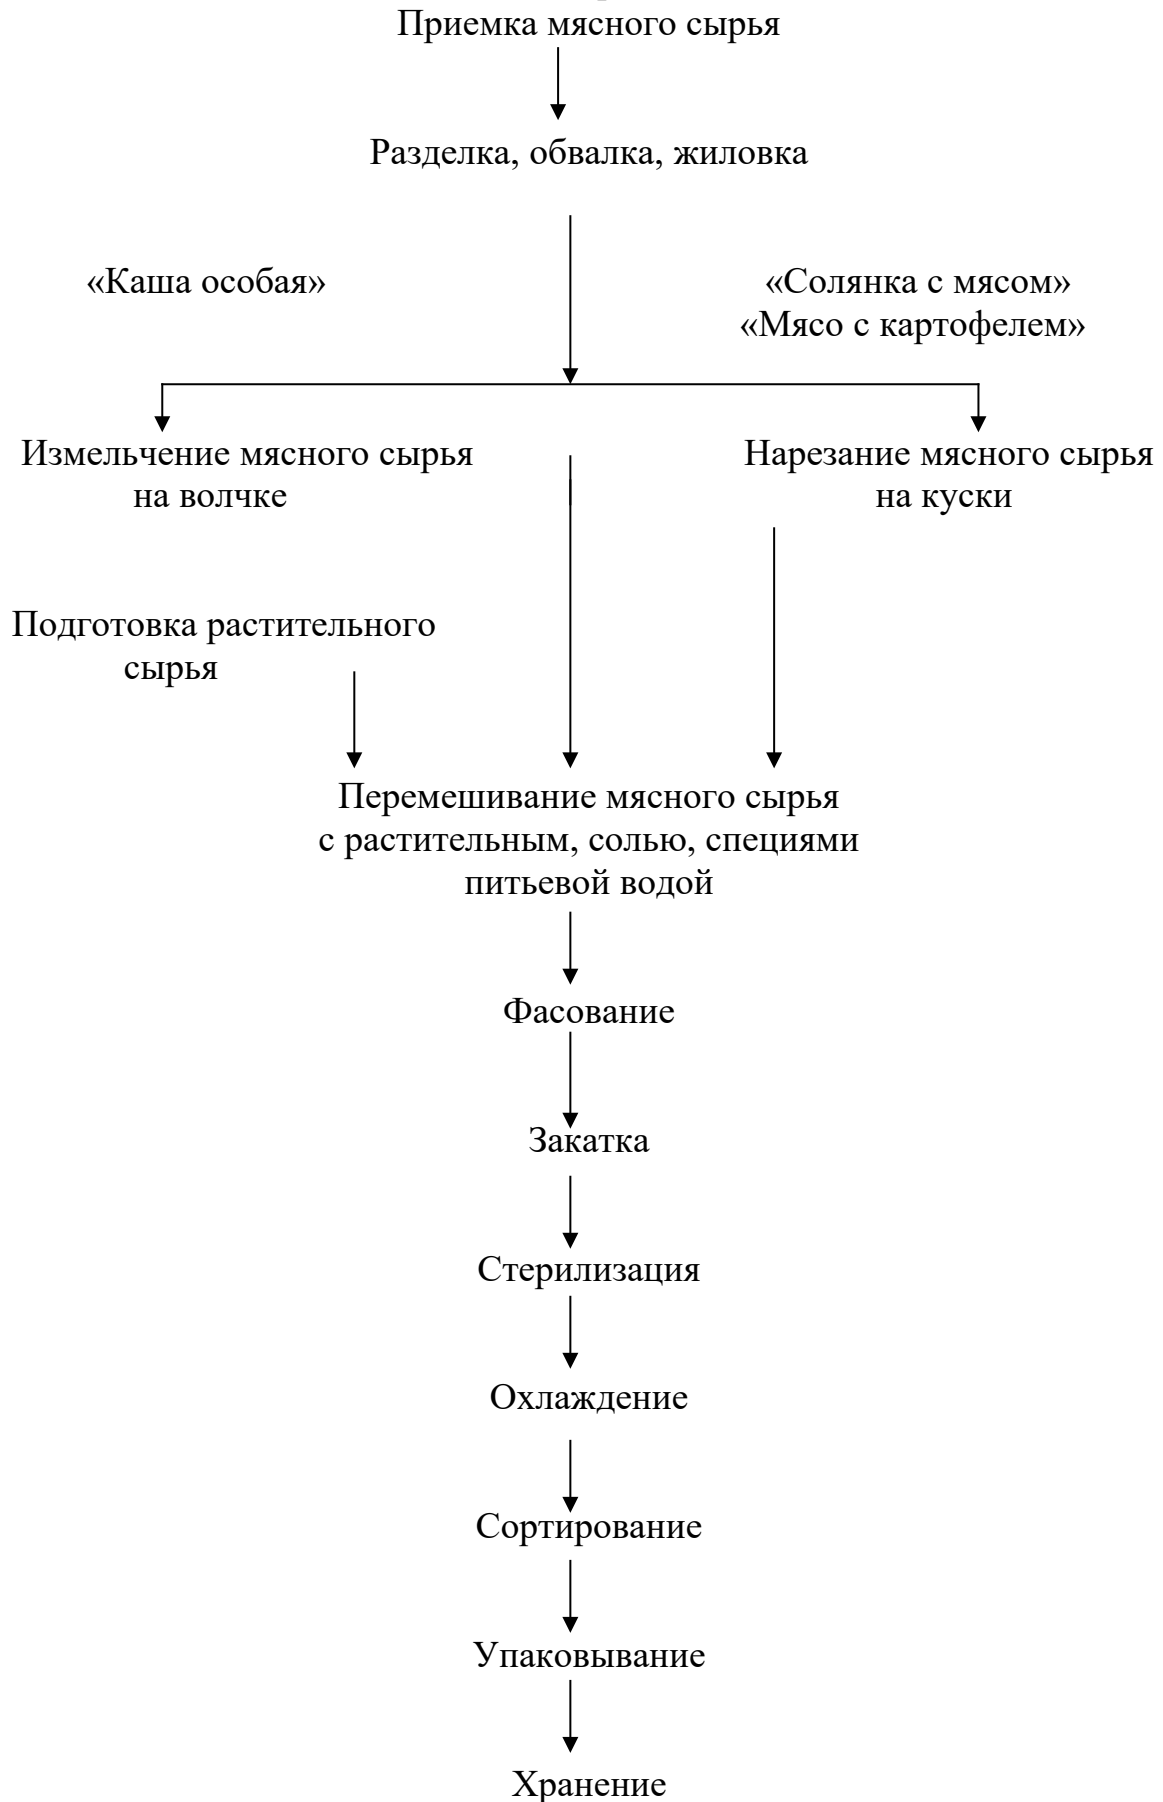 Приемка мясного сырья
Разделка, обвалка, жиловка
«Каша особая»
«Солянка с мясом»
«Мясо с картофелем»
Измельчение мясного сырья
на волчке
Нарезание мясного сырья
на куски
Подготовка растительного
сырья
Перемешивание мясного сырья
с растительным, солью, специями
питьевой водой
Фасование
Закатка
Стерилизация
Охлаждение
Сортирование
Упаковывание
Хранение